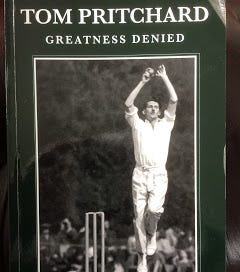 TOM PRITCHARD
GREATNESS DENIED